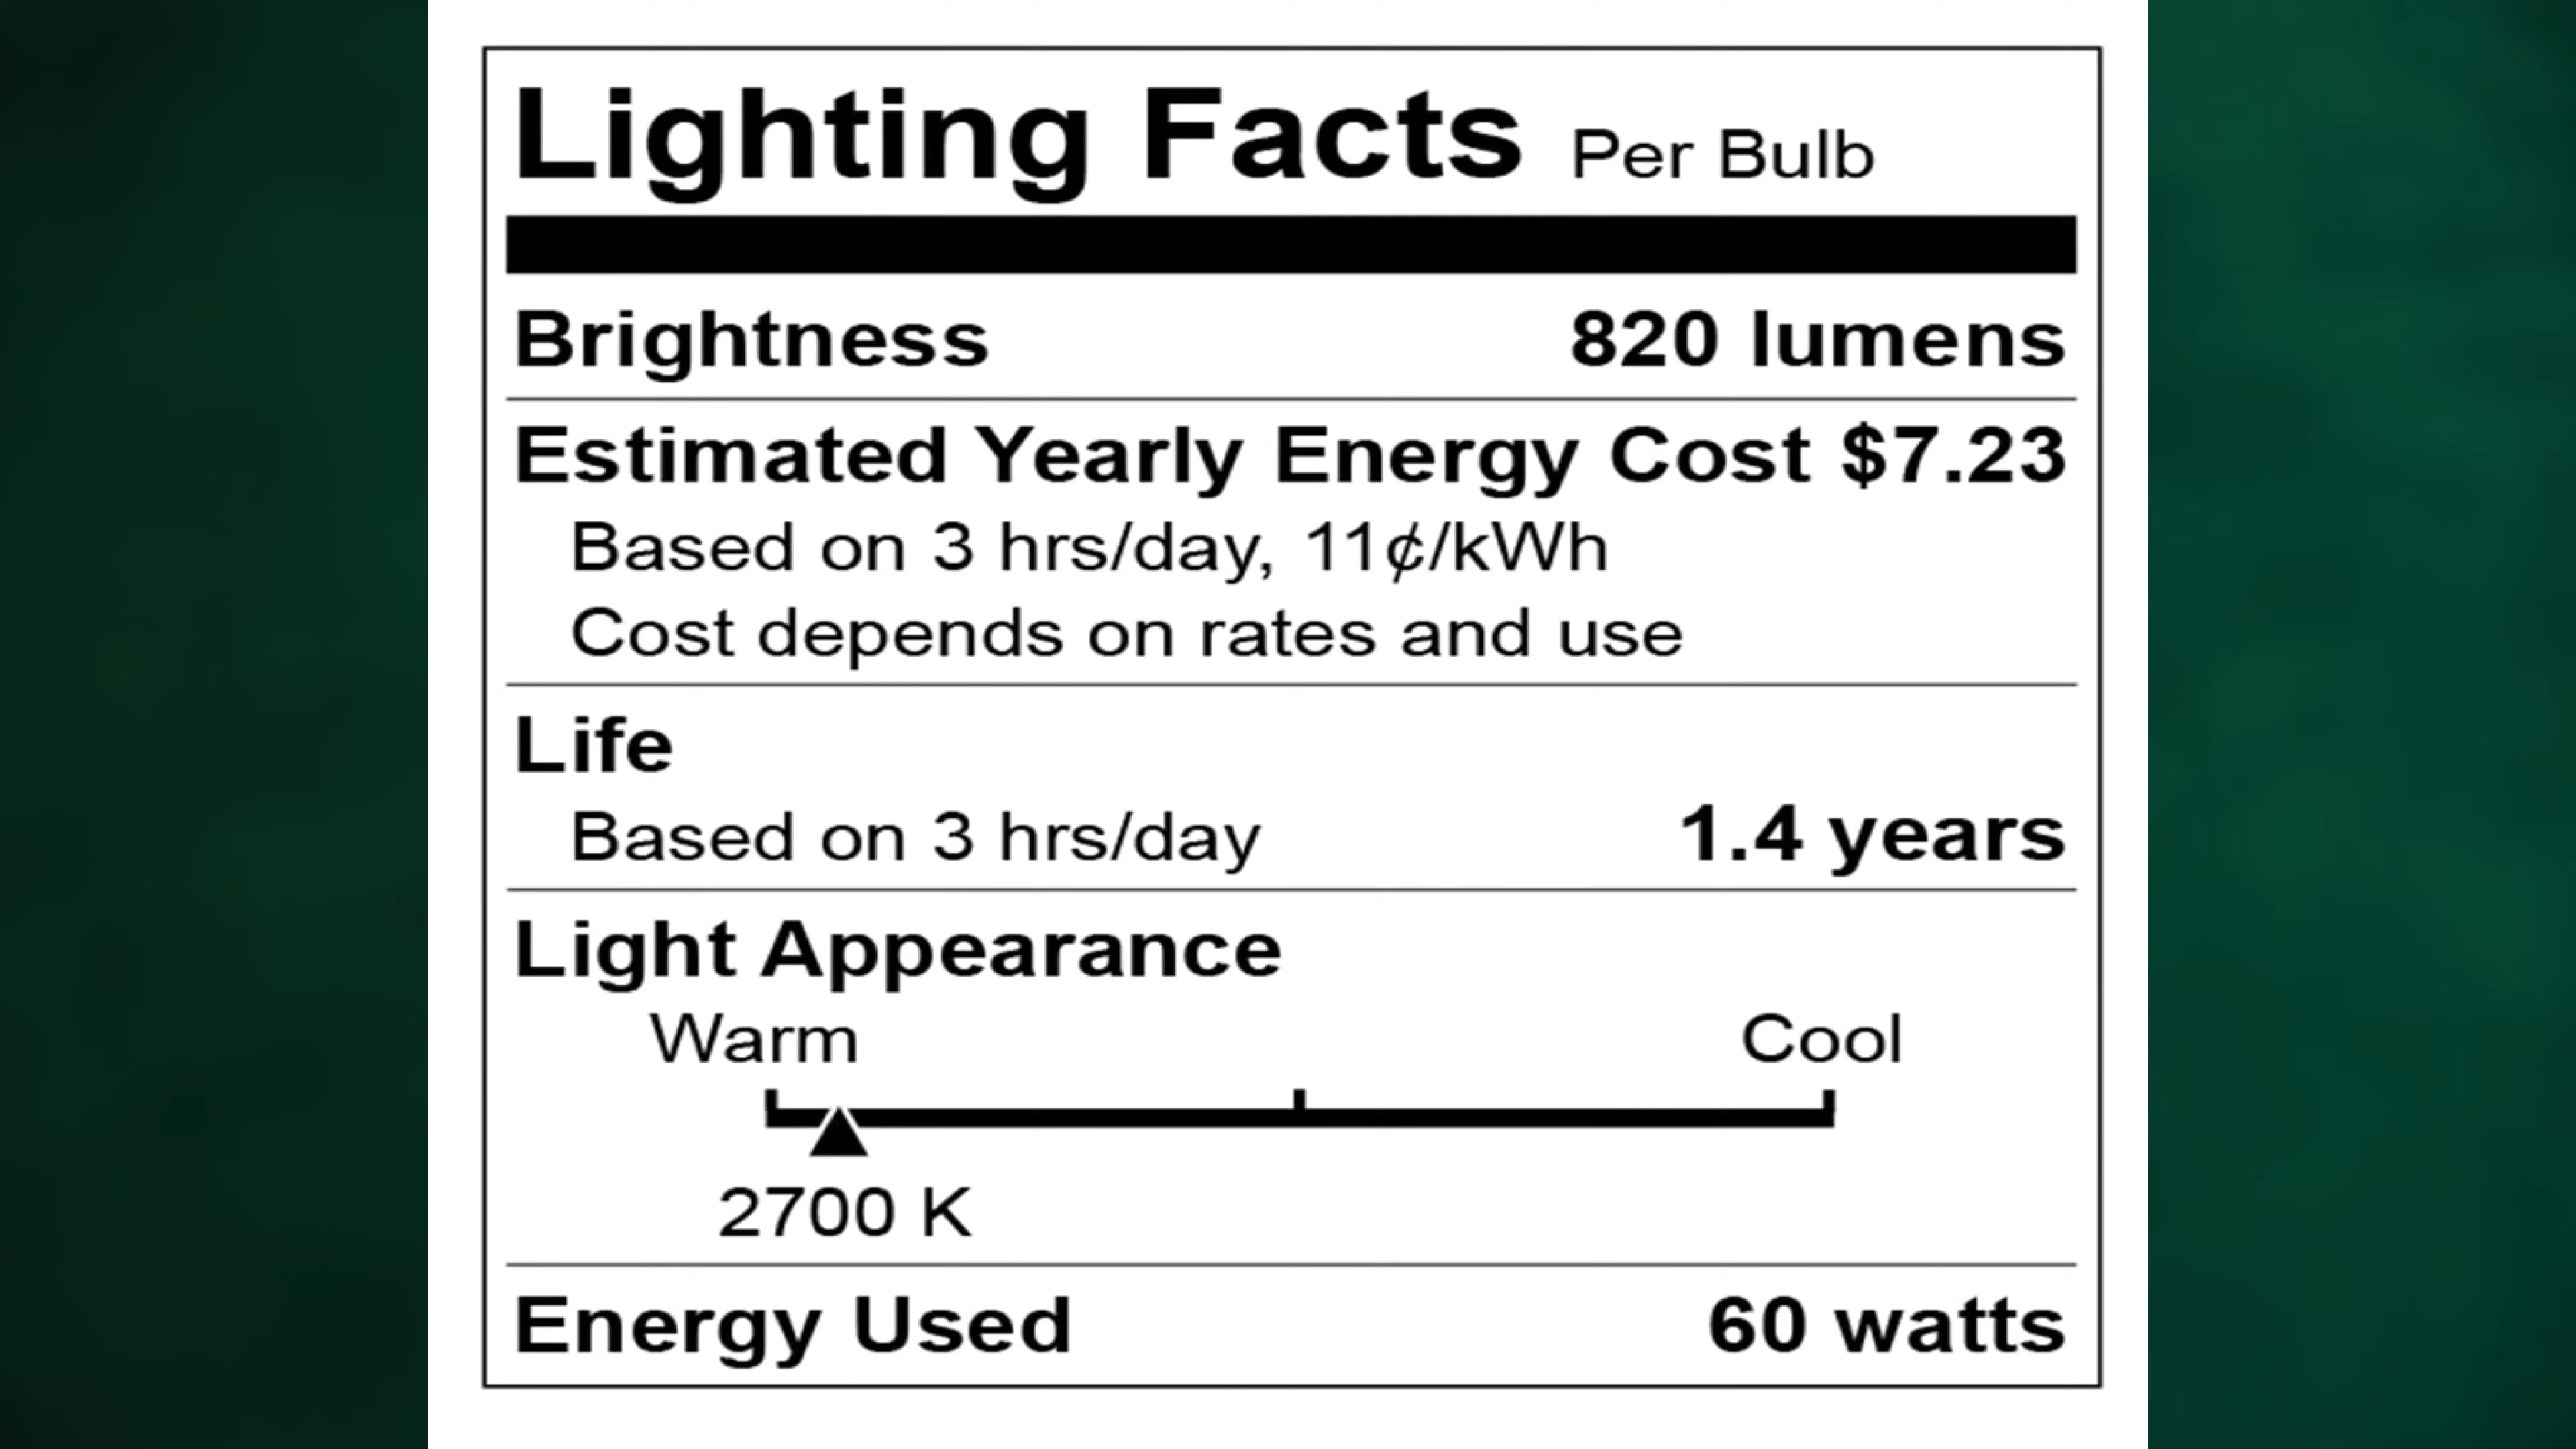 Lighting Facts Per Bulb
Brightness 820 lumens
Estimated Yearly Energy Cost $7.23
Based on 3 hrs/day, 11¢/kWh
Cost depends on rates and use
Life
Based on 3 hrs/day 1.4 years
Light Appearance
Warm Cool
2700 K
Energy Used 60 watts